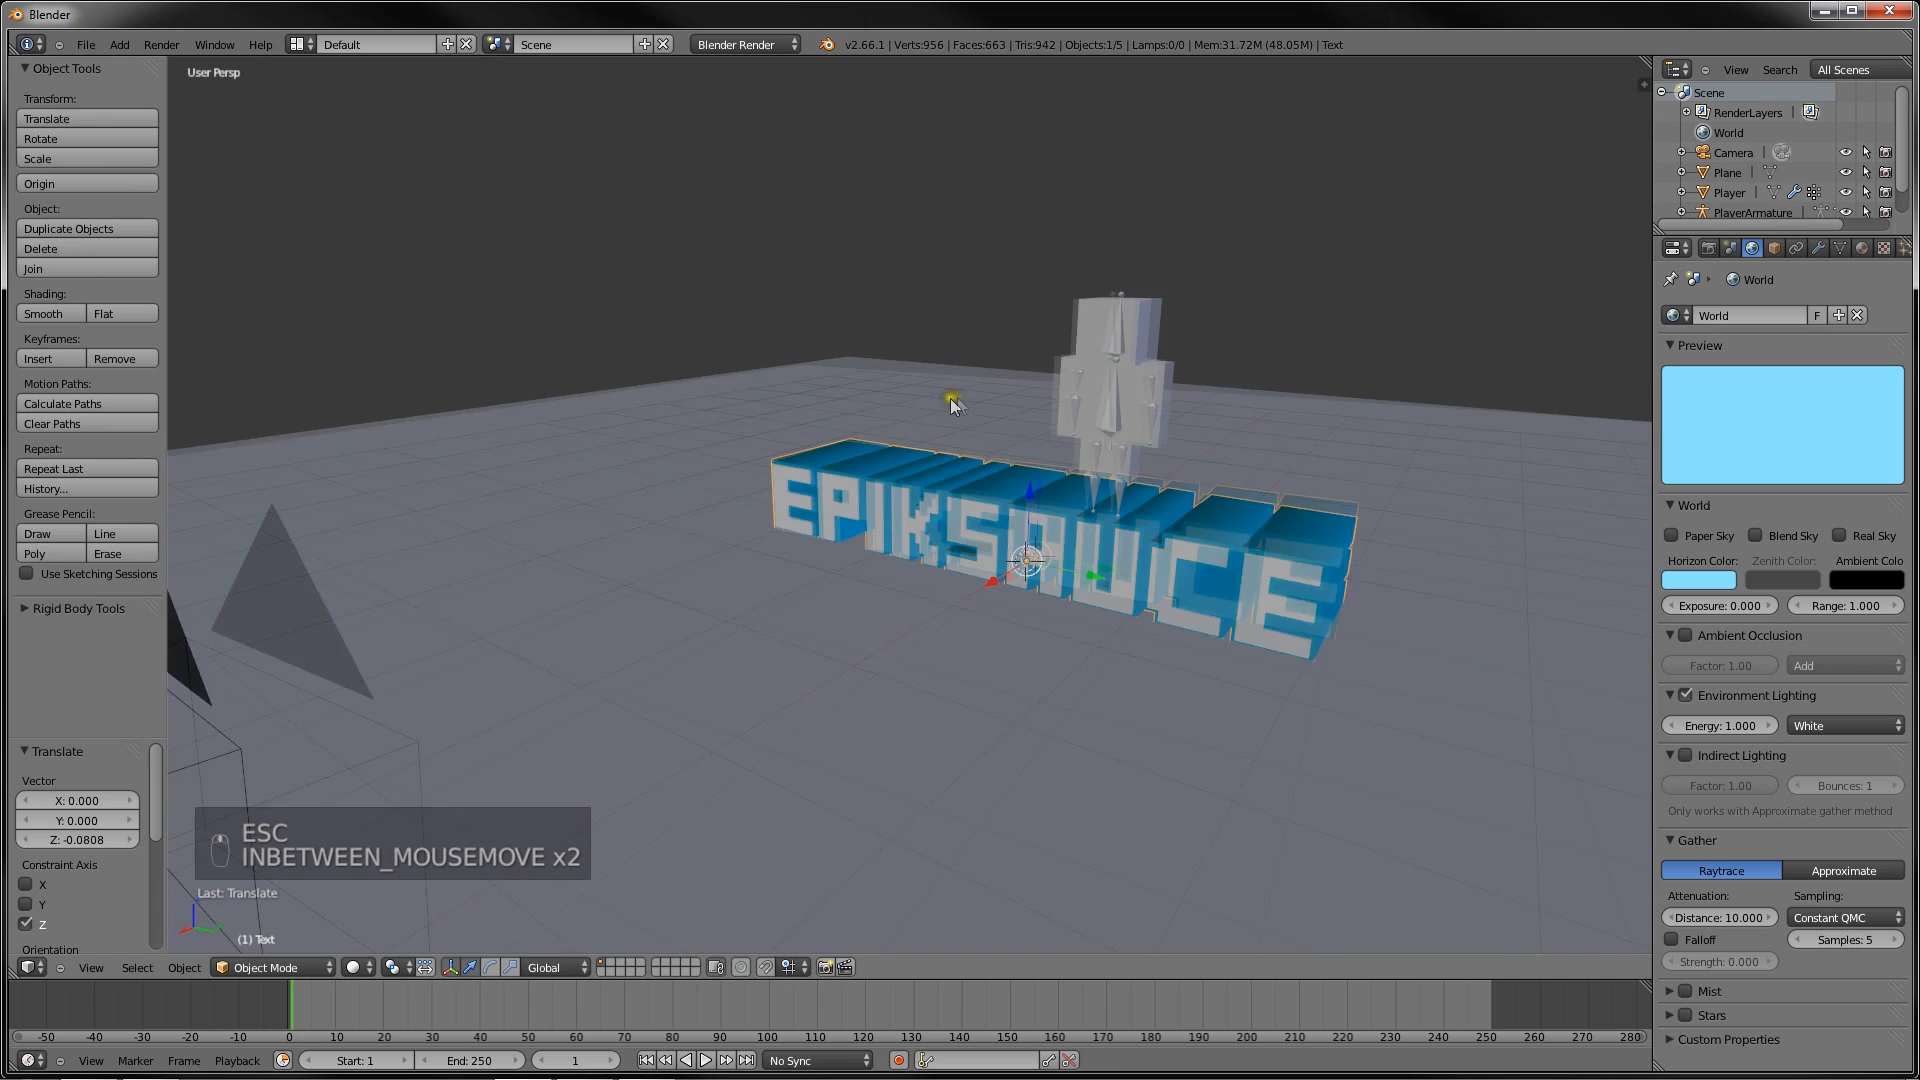 Blender
File Add Render Window Help Default Scene Blender Render v2.66.1 | Verts:956 | Faces:663 | Tris:942 | Objects:1/5 | Lamps:0/0 | Mem:31.72M (48.05M) | Text
Object Tools
Transform:
Translate
Rotate
Scale
Origin
Object:
Duplicate Objects
Delete
Join
Shading:
Smooth Flat
Keyframes:
Insert Remove
Motion Paths:
Calculate Paths
Clear Paths
Repeat:
Repeat Last
History...
Grease Pencil:
Draw Line
Poly Erase
Use Sketching Sessions
Rigid Body Tools
Translate
Vector
X: 0.000
Y: 0.000
Z: -0.0808
Constraint Axis
X
Y
Z
Orientation
User Persp
EPIKSAUCE
ESC
INBETWEEN_MOUSEMOVE x2
Last: Translate
(1) Text
View Select Object Object Mode Global
-50 -40 -30 -20 -10 0 10 20 30 40 50 60 70 80 90 100 110 120 130 140 150 160 170 180 190 200 210 220 230 240 250 260 270 280
View Marker Frame Playback Start: 1 End: 250 1 No Sync
View Search All Scenes
Scene
RenderLayers
World
Camera
Plane
Player
PlayerArmature
World
World F
Preview
World
Paper Sky Blend Sky Real Sky
Horizon Color: Zenith Color: Ambient Colo
Exposure: 0.000 Range: 1.000
Ambient Occlusion
Factor: 1.00 Add
Environment Lighting
Energy: 1.000 White
Indirect Lighting
Factor: 1.00 Bounces: 1
Only works with Approximate gather method
Gather
Raytrace Approximate
Attenuation: Sampling:
Distance: 10.000 Constant QMC
Falloff Samples: 5
Strength: 0.000
Mist
Stars
Custom Properties